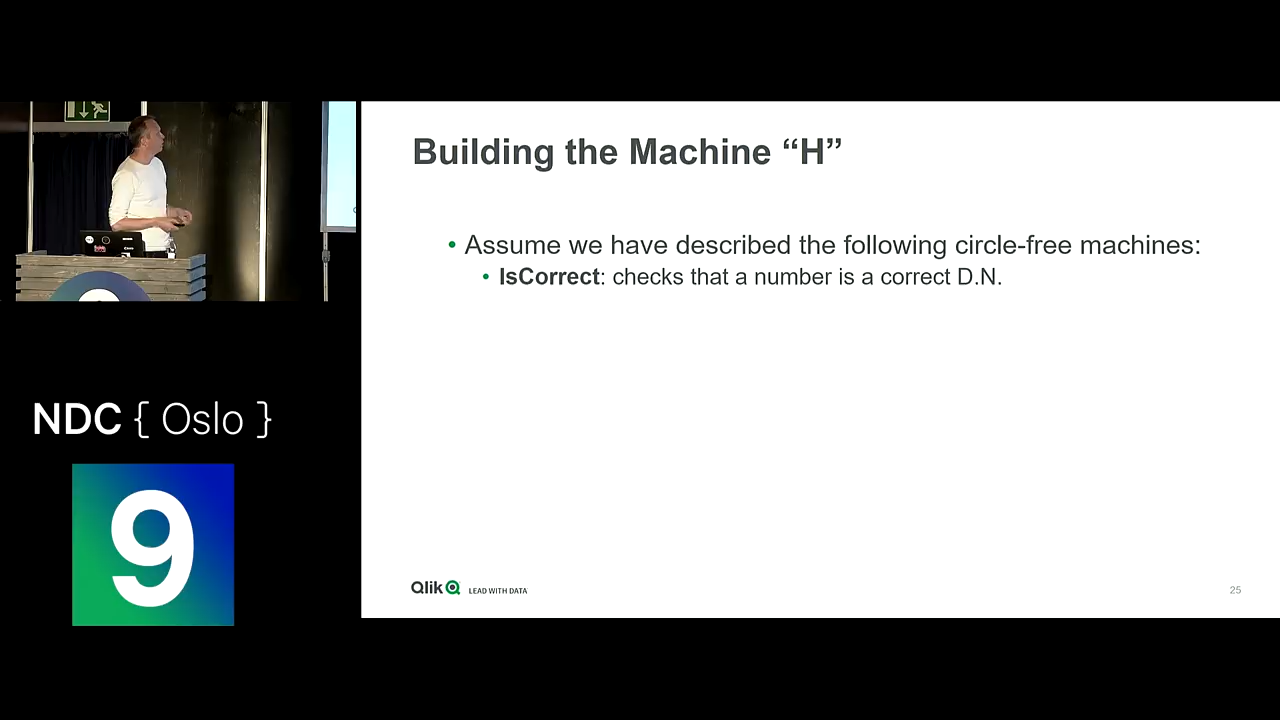 Building the Machine “H”
• Assume we have described the following circle-free machines:
• IsCorrect: checks that a number is a correct D.N.
NDC { Oslo }
9
Qlik LEAD WITH DATA
25